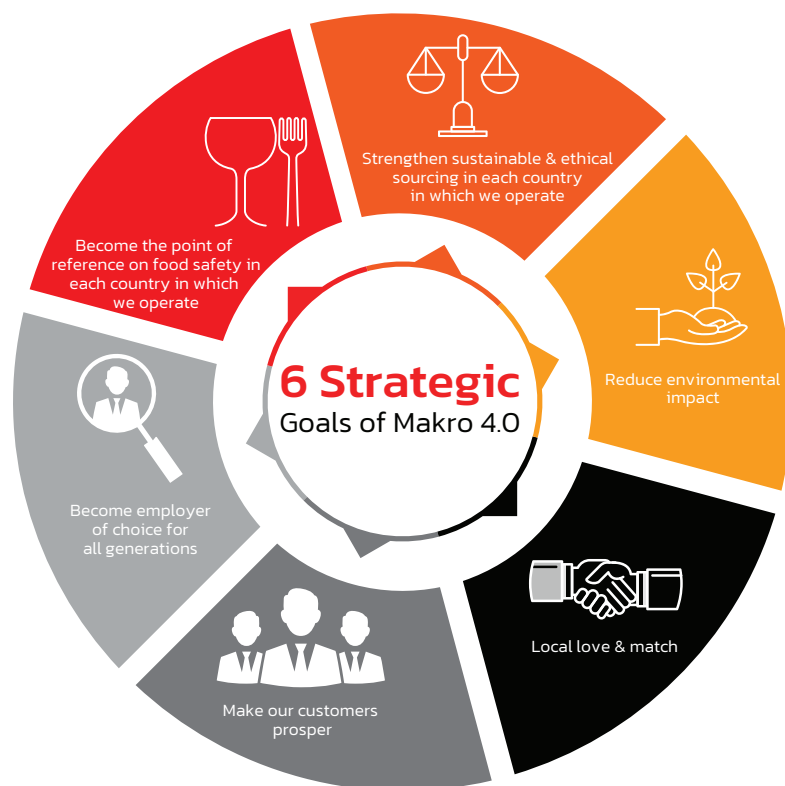 Strengthen sustainable & ethical
sourcing in each country
in which we operate
Become the point of
reference on food safety in
each country in which
we operate
Reduce environmental
impact
6 Strategic
Goals of Makro 4.0
Become employer
of choice for
all generations
Local love & match
Make our customers
prosper